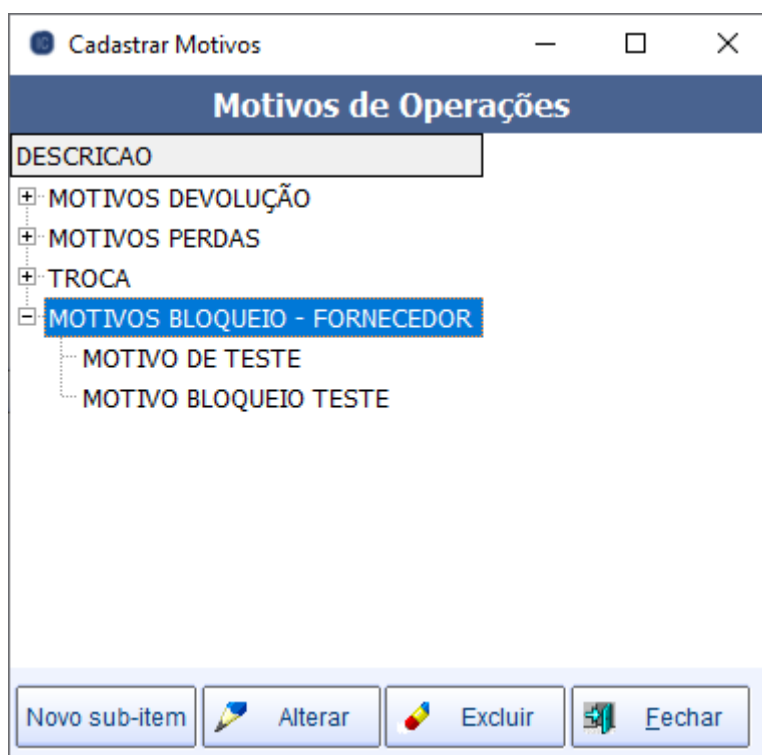 Cadastrar Motivos
Motivos de Operações
DESCRICAO
MOTIVOS DEVOLUÇÃO
MOTIVOS PERDAS
TROCA
MOTIVOS BLOQUEIO - FORNECEDOR
MOTIVO DE TESTE
MOTIVO BLOQUEIO TESTE
Novo sub-item Alterar Excluir Fechar